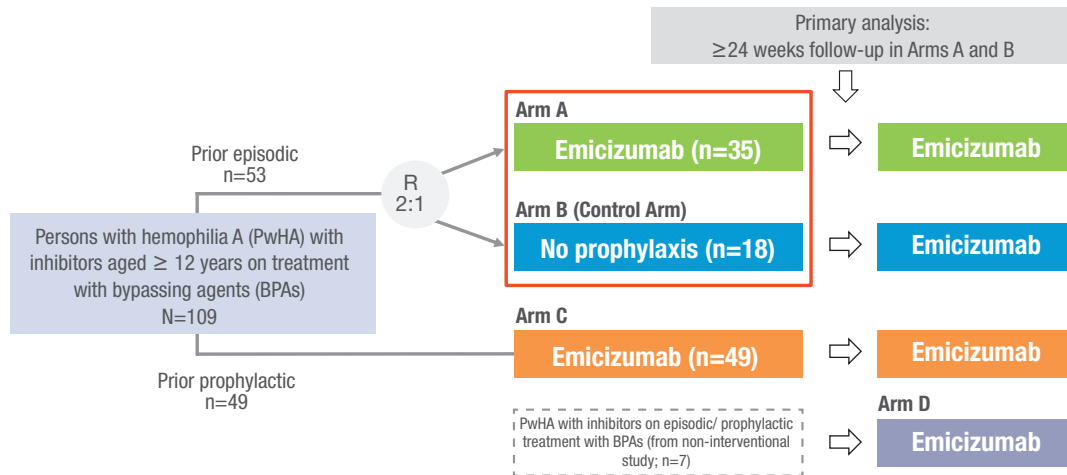 Primary analysis:
≥24 weeks follow-up in Arms A and B
Arm A
Emicizumab (n=35)
Emicizumab
Prior episodic
n=53
R
2:1
Arm B (Control Arm)
No prophylaxis (n=18)
Emicizumab
Persons with hemophilia A (PwHA) with
inhibitors aged ≥ 12 years on treatment
with bypassing agents (BPAs)
N=109
Arm C
Emicizumab (n=49)
Emicizumab
Prior prophylactic
n=49
Arm D
PwHA with inhibitors on episodic/ prophylactic
treatment with BPAs (from non-interventional
study; n=7)
Emicizumab